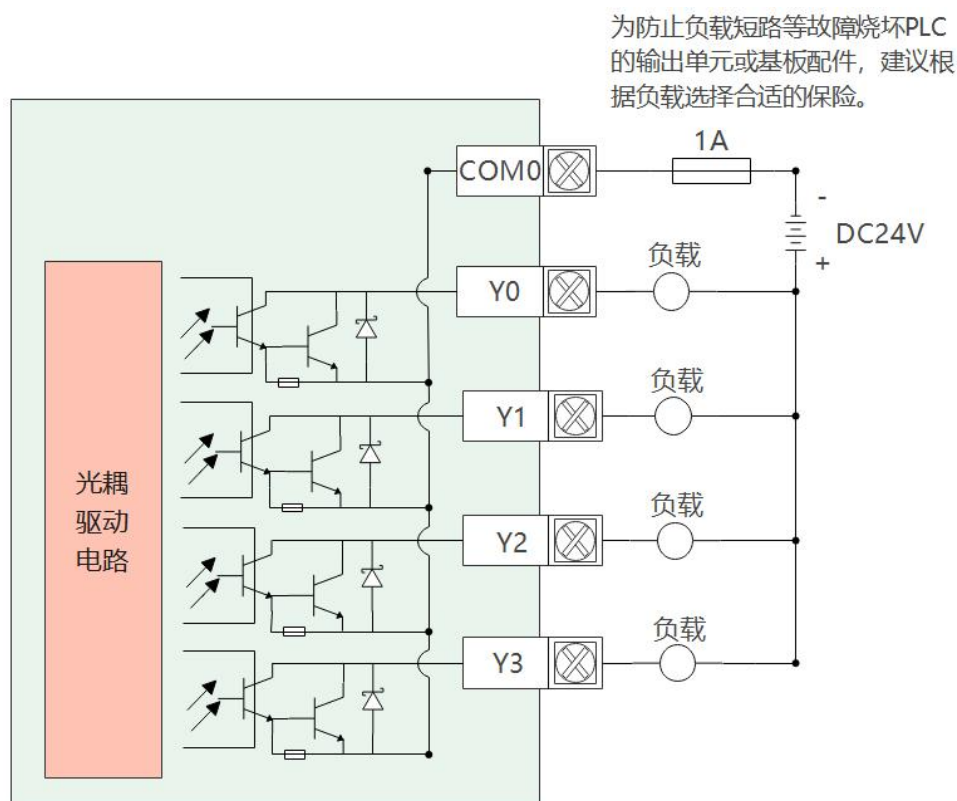 为防止负载短路等故障烧坏PLC
的输出单元或基板配件，建议根
据负载选择合适的保险。
1A
COM0
-
DC24V
+
负载
Y0
负载
Y1
光耦
驱动
电路
负载
Y2
负载
Y3